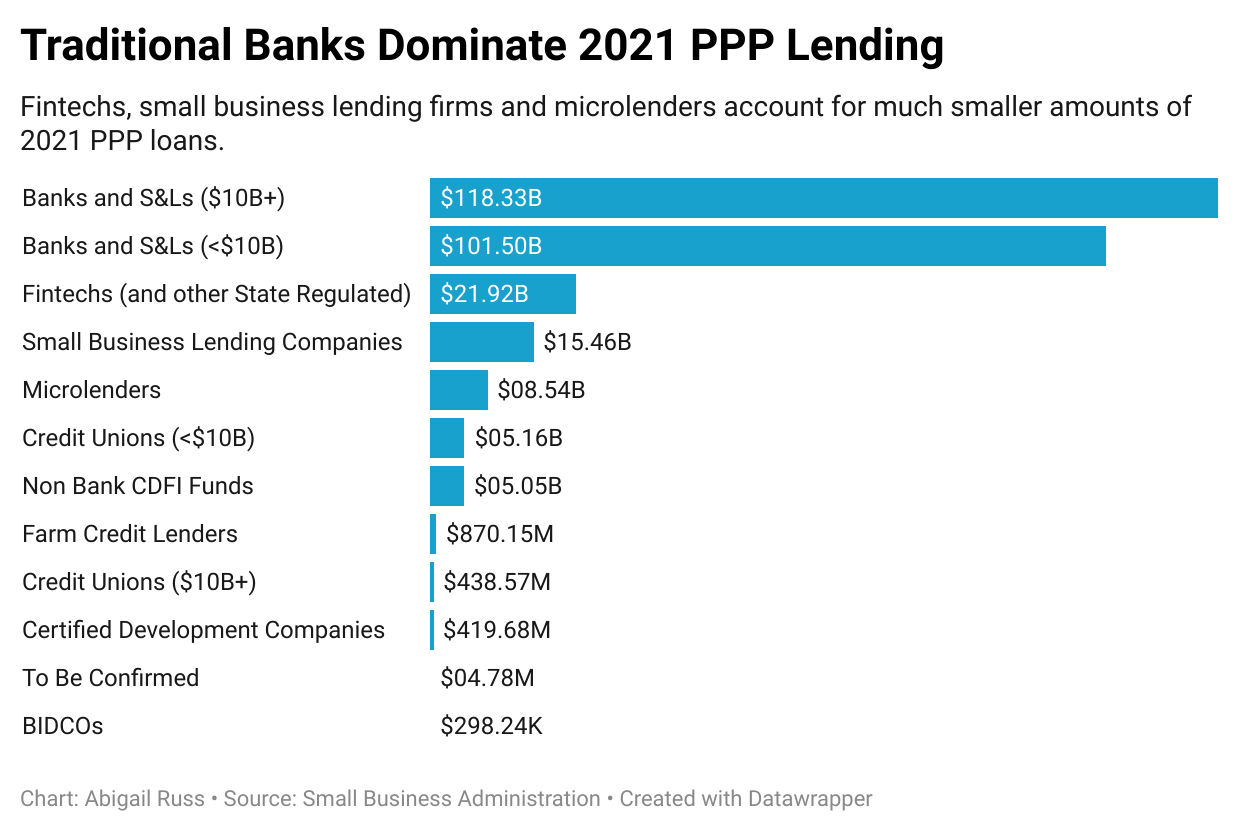 Traditional Banks Dominate 2021 PPP Lending
Fintechs, small business lending firms and microlenders account for much smaller amounts of
2021 PPP loans.
Banks and S&Ls ($10B+) $118.33B
Banks and S&Ls (<$10B) $101.50B
Fintechs (and other State Regulated) $21.92B
Small Business Lending Companies $15.46B
Microlenders $08.54B
Credit Unions (<$10B) $05.16B
Non Bank CDFI Funds $05.05B
Farm Credit Lenders $870.15M
Credit Unions ($10B+) $438.57M
Certified Development Companies $419.68M
To Be Confirmed $04.78M
BIDCOs $298.24K
Chart: Abigail Russ • Source: Small Business Administration • Created with Datawrapper